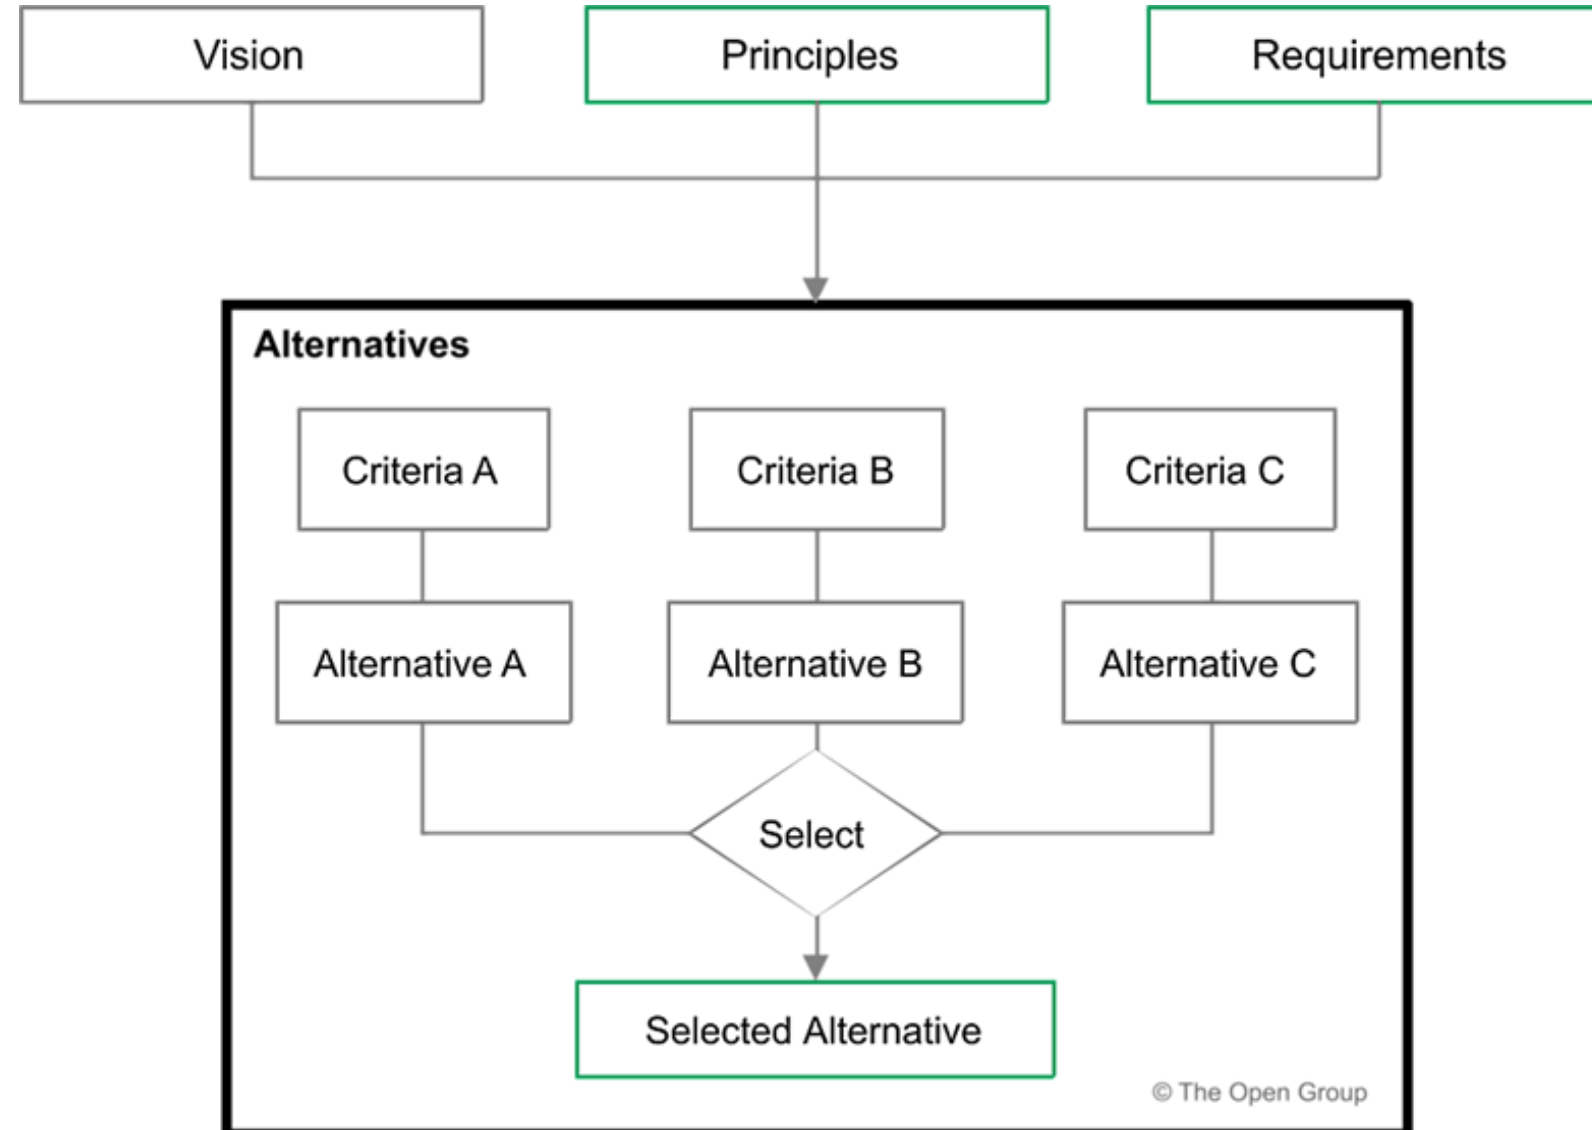 Vision
Principles
Requirements
Alternatives
Criteria A
Criteria B
Criteria C
Alternative A
Alternative B
Alternative C
Select
Selected Alternative
© The Open Group